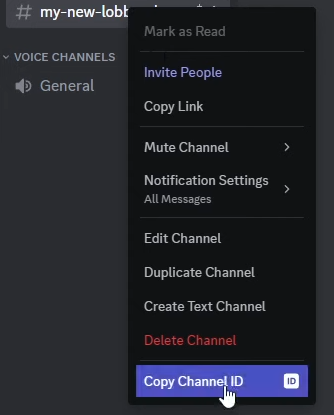 # my-new-lobb
Mark as Read
VOICE CHANNELS
Invite People
General
Copy Link
Mute Channel
Notification Settings
All Messages
Edit Channel
Duplicate Channel
Create Text Channel
Delete Channel
Copy Channel ID ID